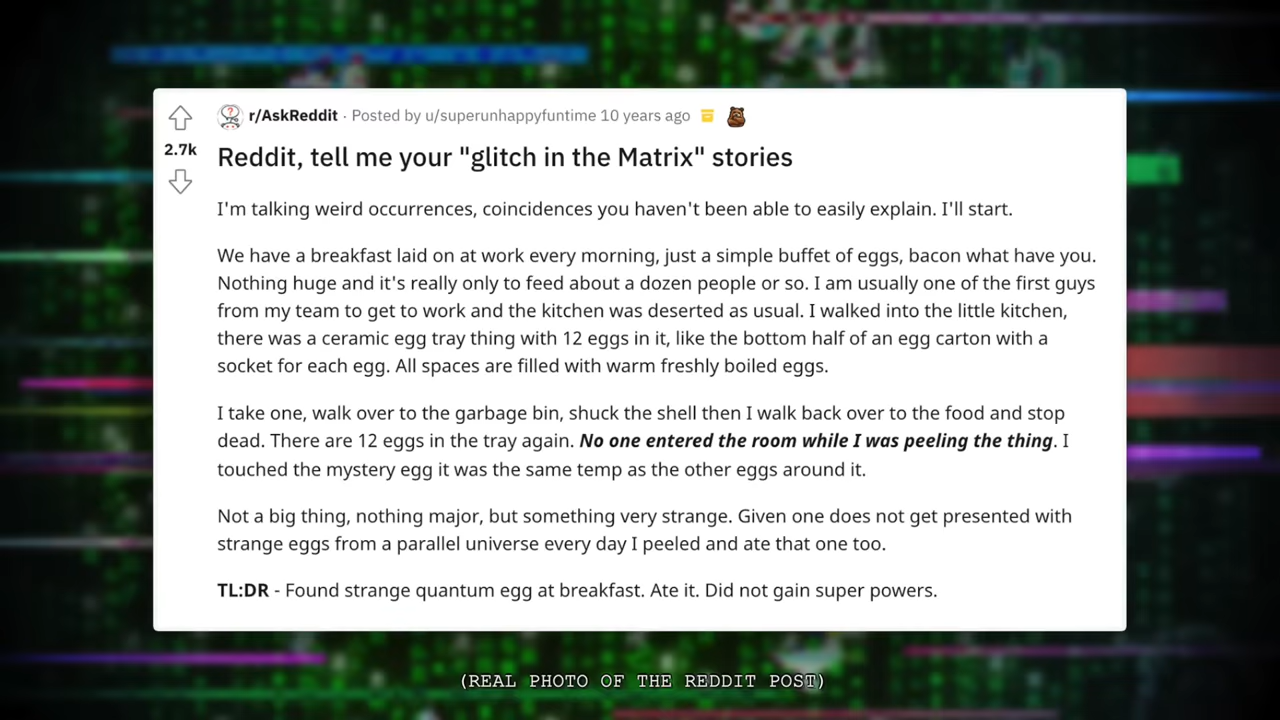 r/AskReddit · Posted by u/superunhappyfuntime 10 years ago
2.7k
Reddit, tell me your "glitch in the Matrix" stories
I'm talking weird occurrences, coincidences you haven't been able to easily explain. I'll start.
We have a breakfast laid on at work every morning, just a simple buffet of eggs, bacon what have you.
Nothing huge and it's really only to feed about a dozen people or so. I am usually one of the first guys
from my team to get to work and the kitchen was deserted as usual. I walked into the little kitchen,
there was a ceramic egg tray thing with 12 eggs in it, like the bottom half of an egg carton with a
socket for each egg. All spaces are filled with warm freshly boiled eggs.
I take one, walk over to the garbage bin, shuck the shell then I walk back over to the food and stop
dead. There are 12 eggs in the tray again. No one entered the room while I was peeling the thing. I
touched the mystery egg it was the same temp as the other eggs around it.
Not a big thing, nothing major, but something very strange. Given one does not get presented with
strange eggs from a parallel universe every day I peeled and ate that one too.
TL:DR - Found strange quantum egg at breakfast. Ate it. Did not gain super powers.
(REAL PHOTO OF THE REDDIT POST)